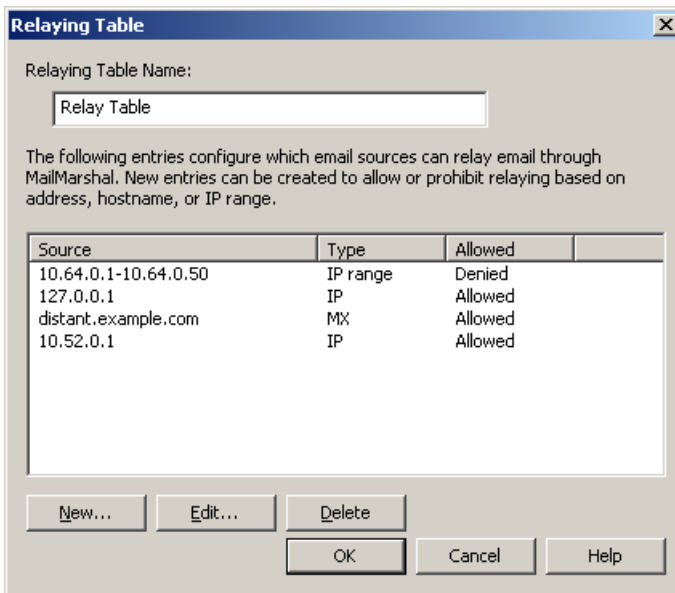 Relaying Table
Relaying Table Name:
Relay Table
The following entries configure which email sources can relay email through
MailMarshal. New entries can be created to allow or prohibit relaying based on
address, hostname, or IP range.
Source Type Allowed
10.64.0.1-10.64.0.50 IP range Denied
127.0.0.1 IP Allowed
distant.example.com MX Allowed
10.52.0.1 IP Allowed
New... Edit... Delete
OK Cancel Help